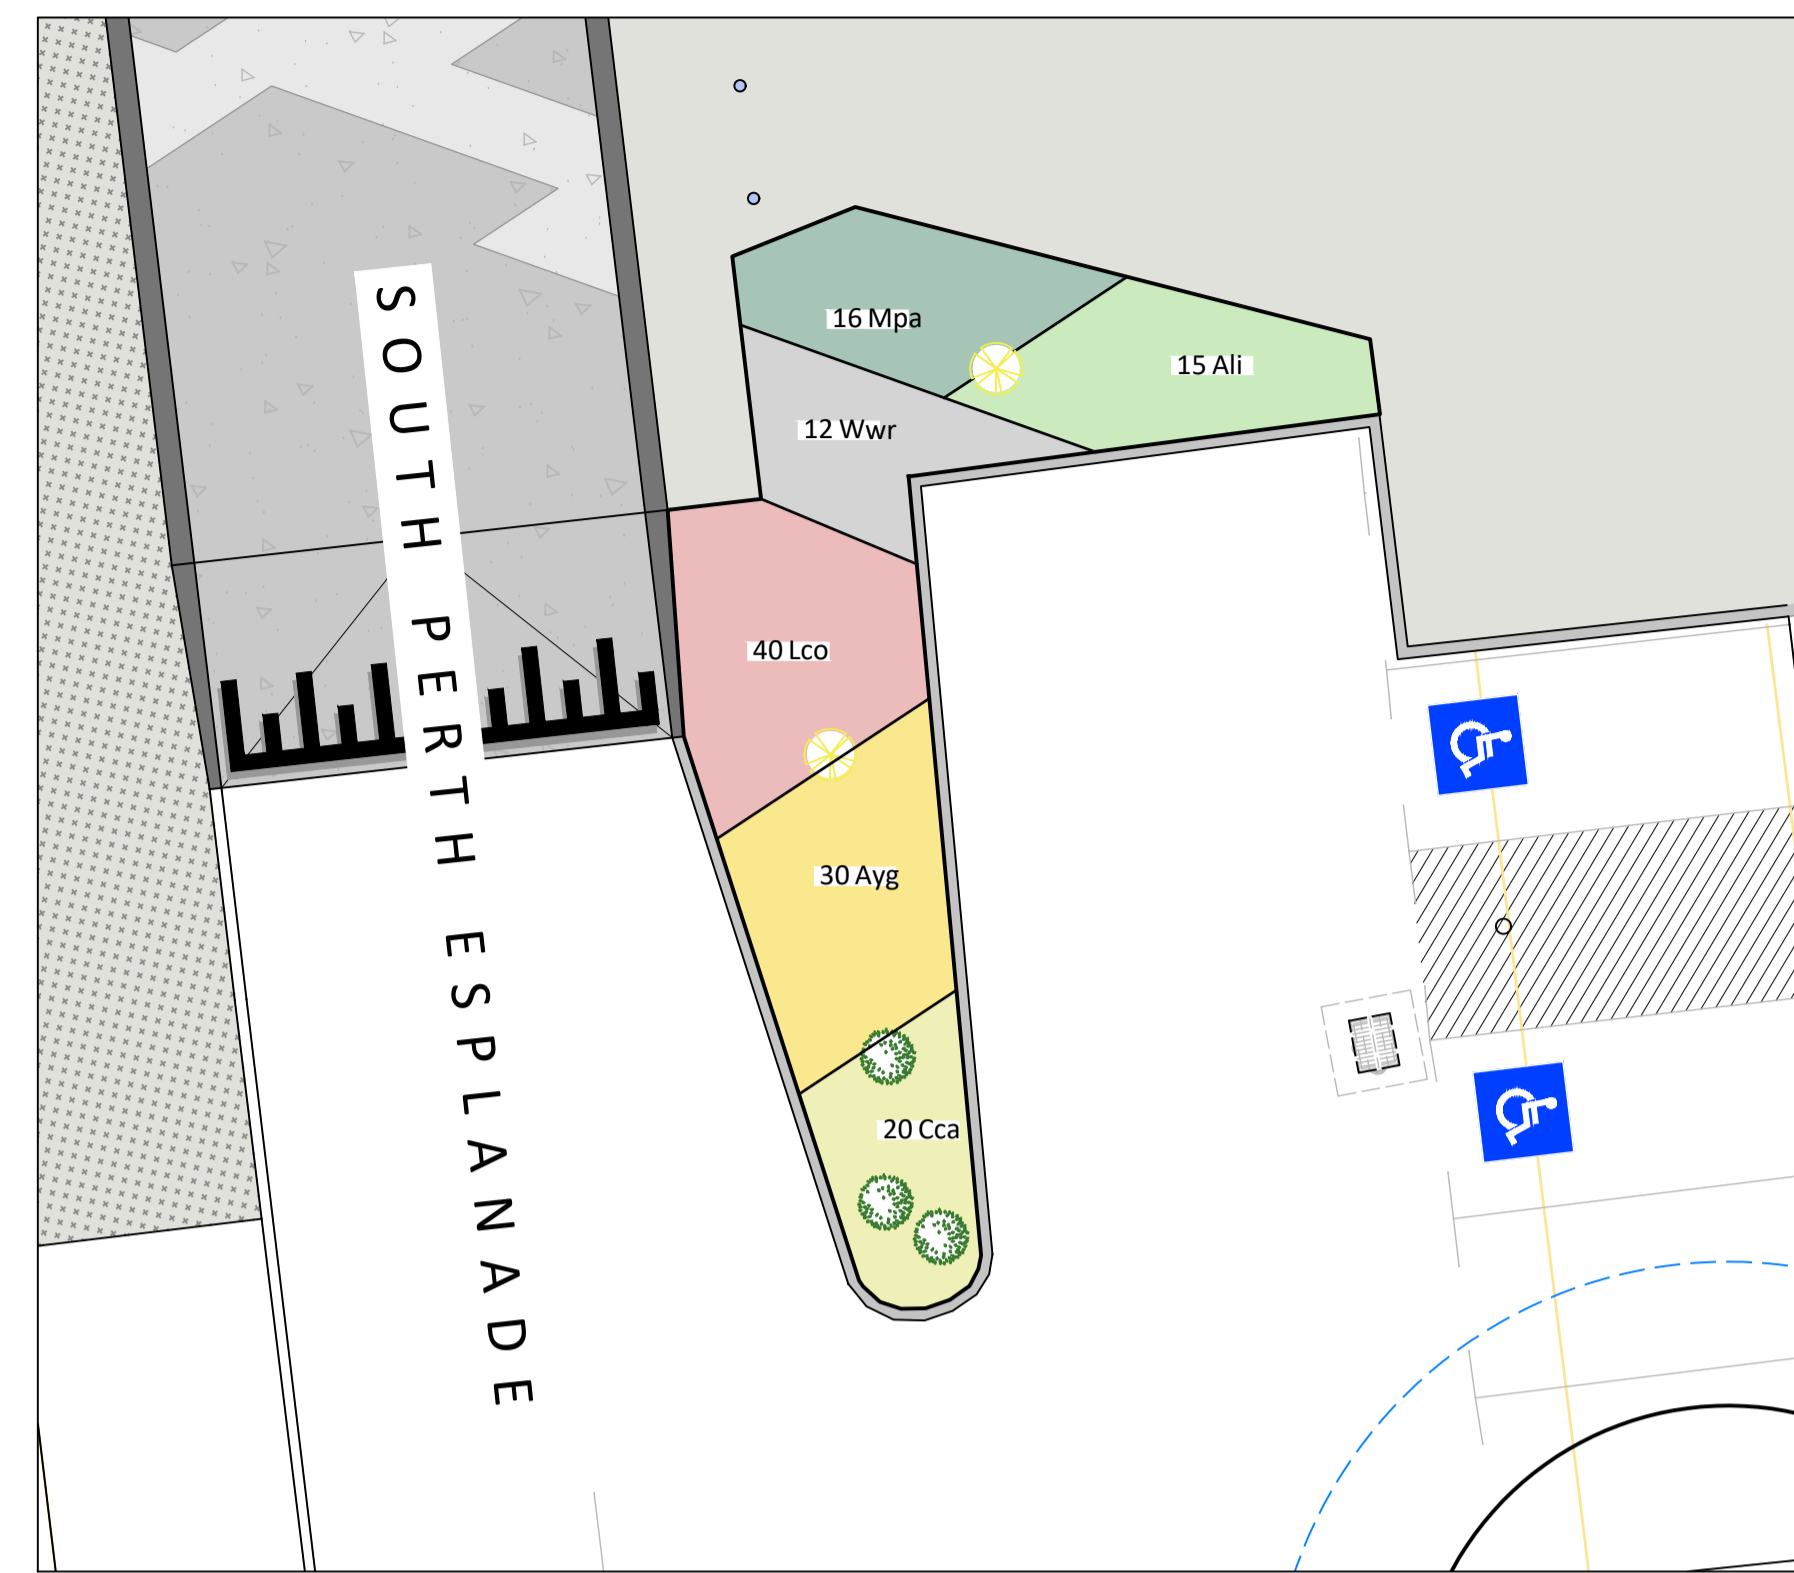 16 Mpa
15 Ali
12 Wwr
40 Lco
30 Ayg
20 Cca
SOUTH PERTH ESPLANADE